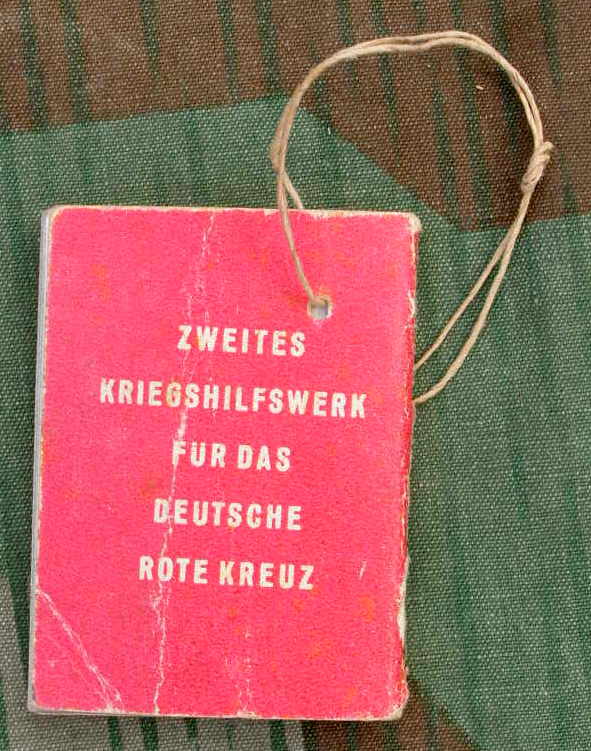 ZWEITES
KRIEGSHILFSWERK
FÜR DAS
DEUTSCHE
ROTE KREUZ